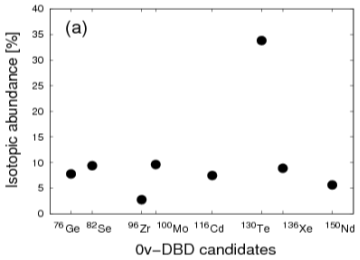 (a)
Isotopic abundance [%]
40
35
30
25
20
15
10
5
0
⁷⁶Ge ⁸²Se ⁹⁶Zr ¹⁰⁰Mo ¹¹⁶Cd ¹³⁰Te ¹³⁶Xe ¹⁵⁰Nd
0ν−DBD candidates